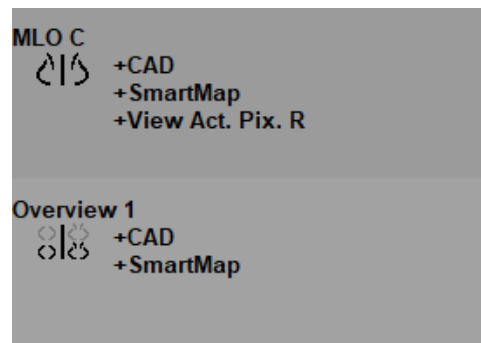 MLO C
+CAD
+SmartMap
+View Act. Pix. R
Overview 1
+CAD
+SmartMap